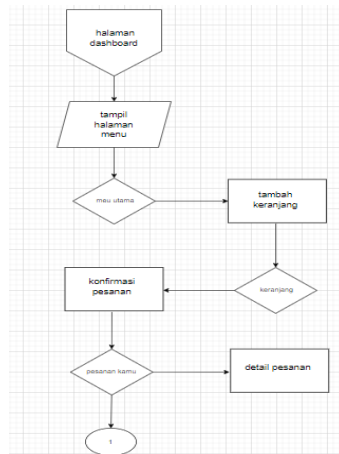 halaman
dashboard
tampil
halaman
menu
meu utama
tambah
keranjang
keranjang
konfirmasi
pesanan
pesanan kamu
detail pesanan
1